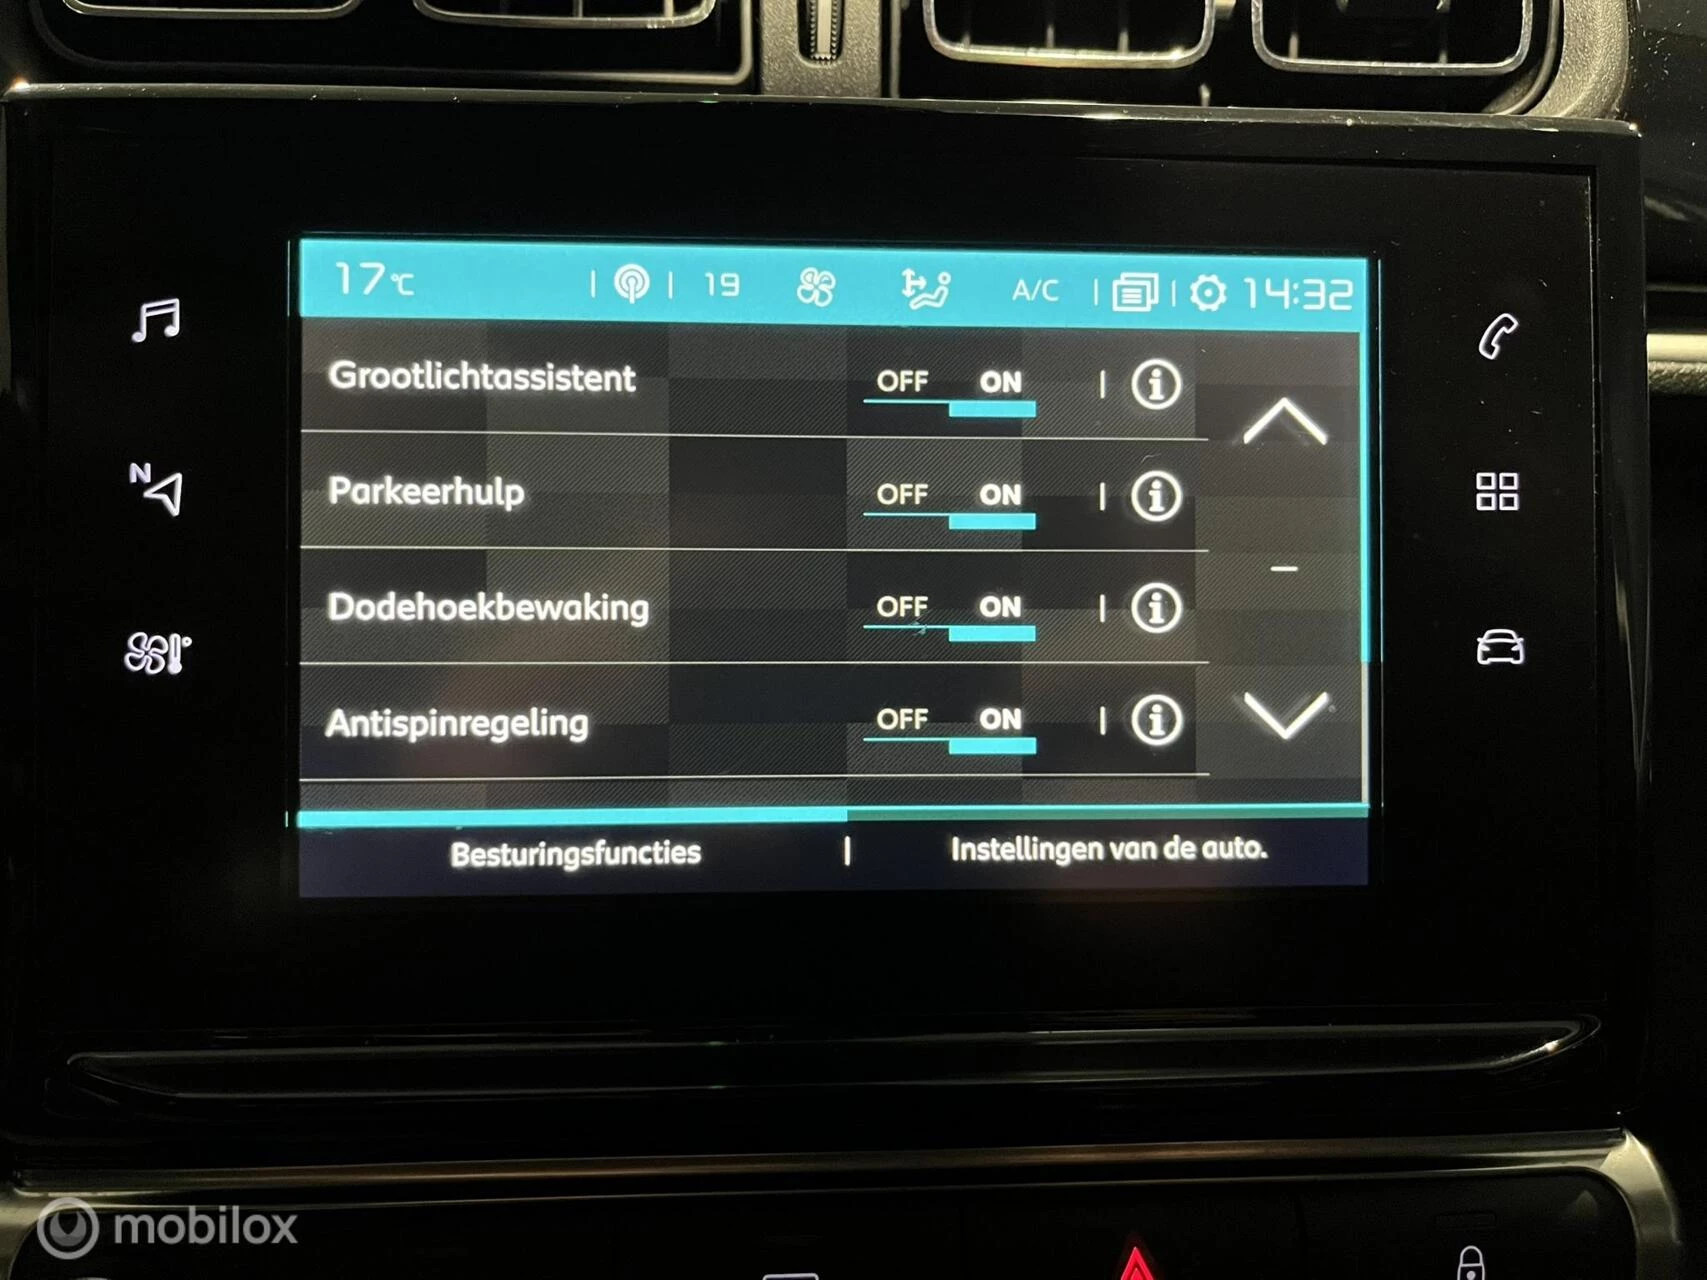 17°C 19 A/C 14:32
Grootlichtassistent OFF ON
Parkeerhulp OFF ON
N
Dodehoekbewaking OFF ON
Antispinregeling OFF ON
Besturingsfuncties Instellingen van de auto.
mobilox